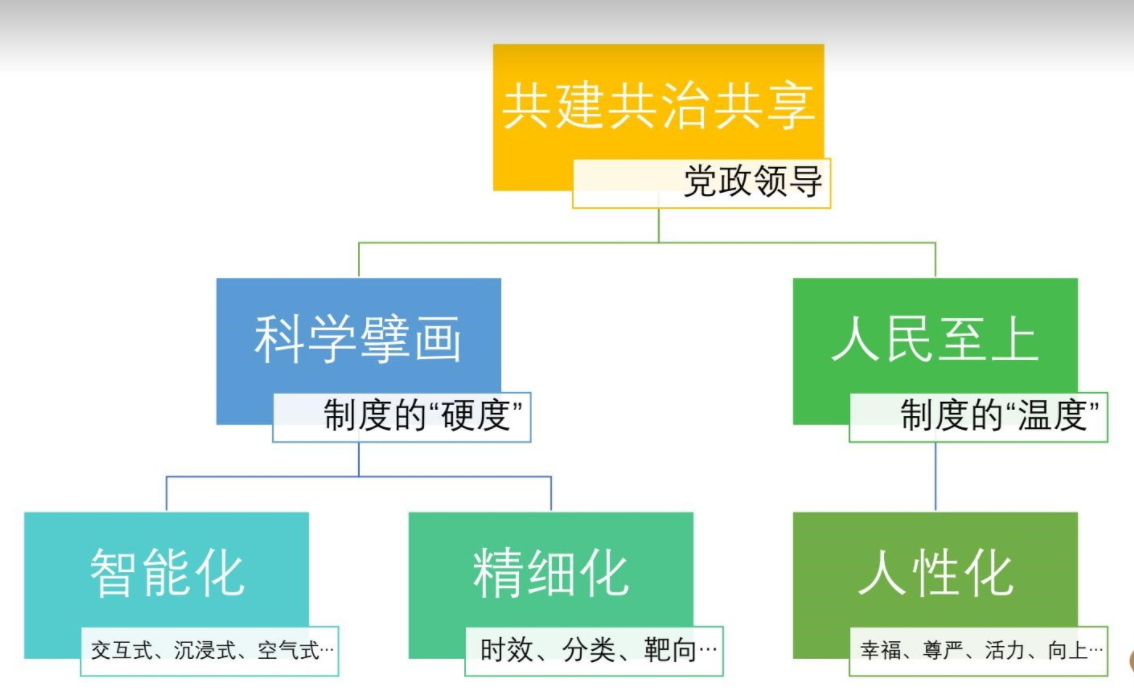 共建共治共享
党政领导
科学擘画
制度的“硬度”
人民至上
制度的“温度”
智能化
交互式、沉浸式、空气式…
精细化
时效、分类、靶向…
人性化
幸福、尊严、活力、向上…